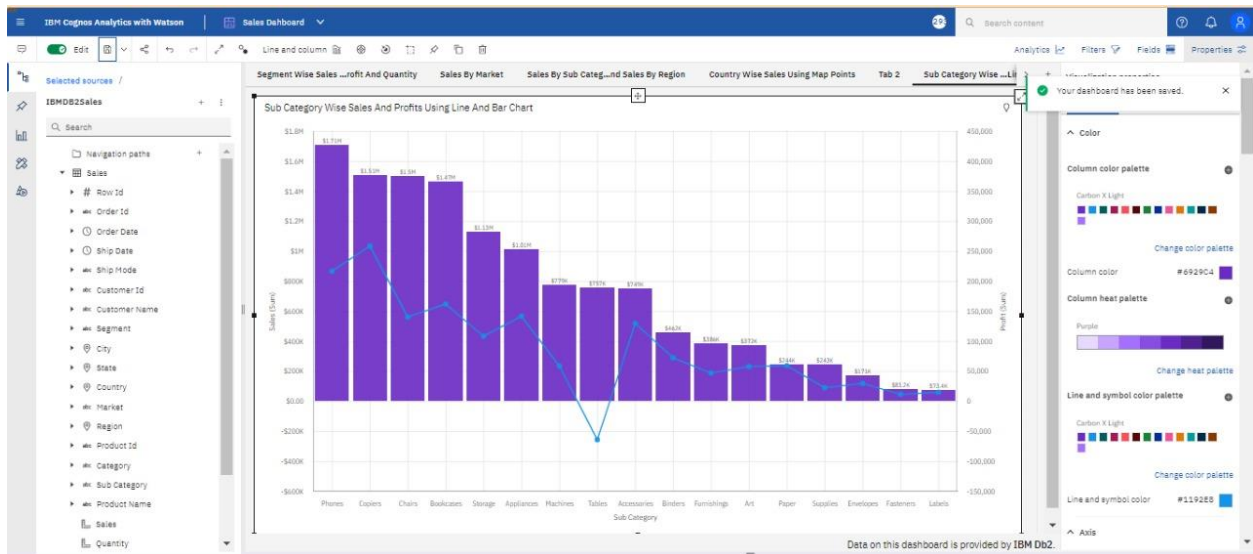 IBM Cognos Analytics with Watson
Sales Dahboard
29
Search content
Edit
Line and column
Analytics
Filters
Fields
Properties
Selected sources /
IBMDB2Sales
Search
Navigation paths
Sales
Row Id
Order Id
Order Date
Ship Date
Ship Mode
Customer Id
Customer Name
Segment
City
State
Country
Market
Region
Product Id
Category
Sub Category
Product Name
Sales
Quantity
Segment Wise Sales ...rofit And Quantity
Sales By Market
Sales By Sub Categ...nd Sales By Region
Country Wise Sales Using Map Points
Tab 2
Sub Category Wise ...Li
Your dashboard has been saved.
Sub Category Wise Sales And Profits Using Line And Bar Chart
$1.8M
$1.6M
$1.4M
$1.2M
$1M
$800K
$600K
$400K
$200K
$0.00
-$200K
-$400K
-$600K
Sales (Sum)
$1.71M
$1.51M
$1.5M
$1.47M
$1.13M
$1.01M
$779K
$757K
$749K
$462K
$386K
$372K
$244K
$243K
$171K
$83.2K
$73.4K
450,000
400,000
350,000
300,000
250,000
200,000
150,000
100,000
50,000
0
-50,000
-100,000
-150,000
Profit (Sum)
Phones Copiers Chairs Bookcases Storage Appliances Machines Tables Accessories Binders Furnishings Art Paper Supplies Envelopes Fasteners Labels
Sub Category
Data on this dashboard is provided by IBM Db2.
Visualization properties
Color
Column color palette
Carbon X Light
Change color palette
Column color #6929C4
Column heat palette
Purple
Change heat palette
Line and symbol color palette
Carbon X Light
Change color palette
Line and symbol color #1192E8
Axis